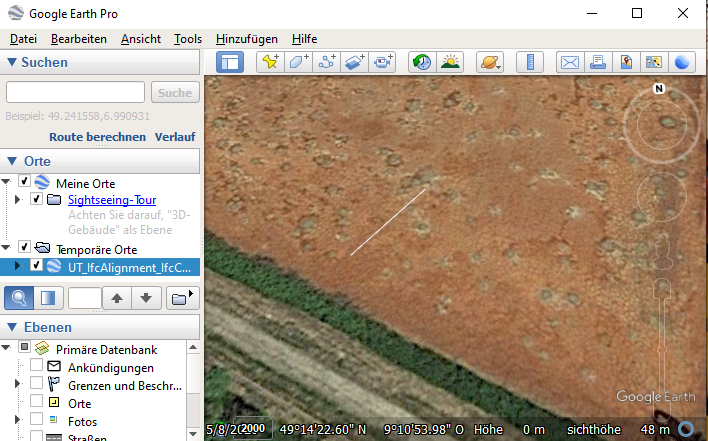 Google Earth Pro
Datei Bearbeiten Ansicht Tools Hinzufügen Hilfe
Suchen
Suche
Beispiel: 49.241558,6.990931
Route berechnen Verlauf
Orte
Meine Orte
Sightseeing-Tour
Achten Sie darauf, "3D-
Gebäude" als Ebene
Temporäre Orte
UT_IfcAlignment_IfcC...
Ebenen
Primäre Datenbank
Ankündigungen
Grenzen und Beschr...
Orte
Fotos
Straßen
N
Google Earth
2000
49°14'22.60" N 9°10'53.98" O Höhe 0 m sichthöhe 48 m